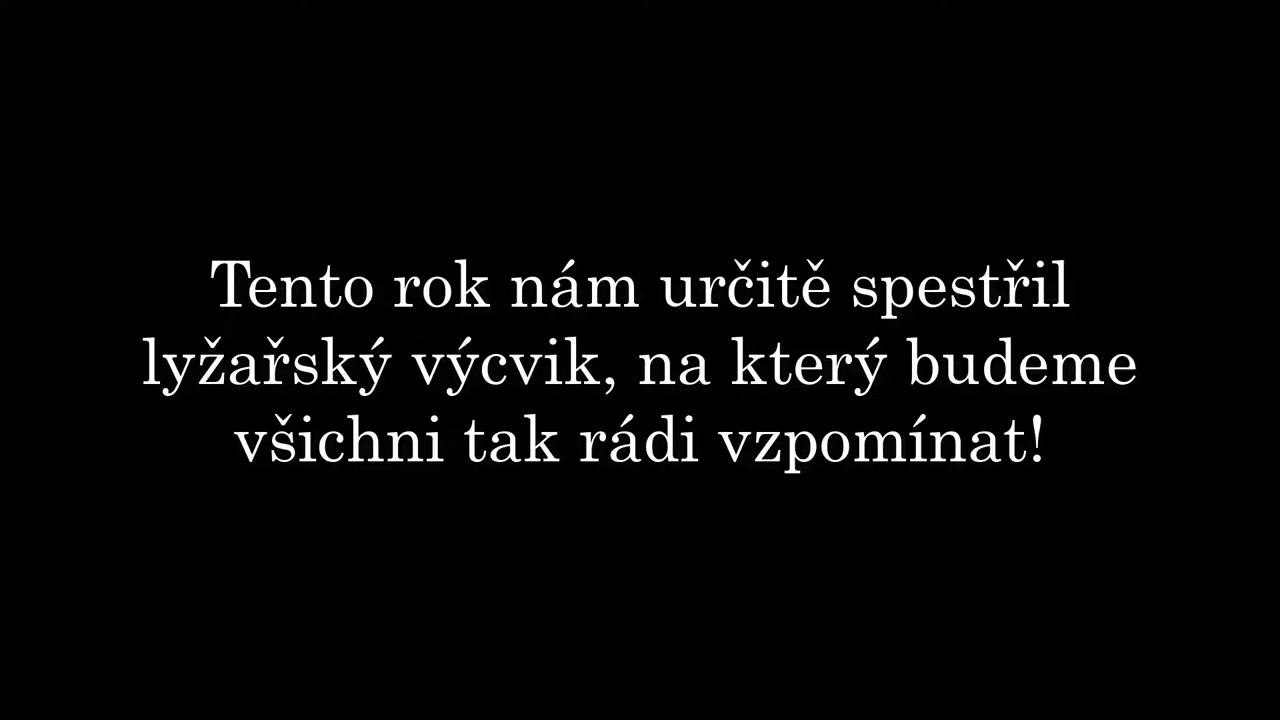 Tento rok nám určitě spestřil
lyžařský výcvik, na který budeme
všichni tak rádi vzpomínat!